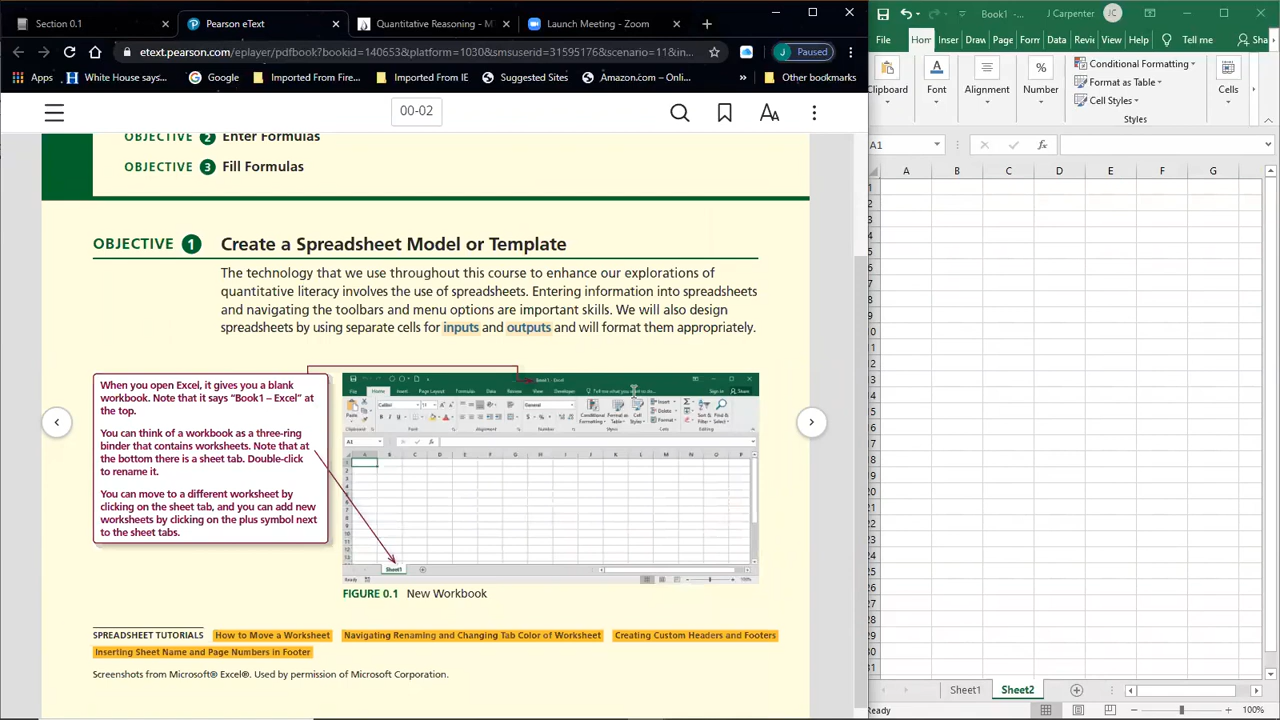 Section 0.1
Pearson eText
Quantitative Reasoning - M
Launch Meeting - Zoom
etext.pearson.com/eplayer/pdfbook?bookid=140653&platform=1030&smsuserid=31595176&scenario=11&in...
J Paused
Apps
White House says...
Google
Imported From Fire...
Imported From IE
Suggested Sites
Amazon.com – Onli...
»
Other bookmarks
00-02
OBJECTIVE 2 Enter Formulas
OBJECTIVE 3 Fill Formulas
OBJECTIVE 1 Create a Spreadsheet Model or Template
The technology that we use throughout this course to enhance our explorations of
quantitative literacy involves the use of spreadsheets. Entering information into spreadsheets
and navigating the toolbars and menu options are important skills. We will also design
spreadsheets by using separate cells for inputs and outputs and will format them appropriately.
When you open Excel, it gives you a blank
workbook. Note that it says “Book1 – Excel” at
the top.
You can think of a workbook as a three-ring
binder that contains worksheets. Note that at
the bottom there is a sheet tab. Double-click
to rename it.
You can move to a different worksheet by
clicking on the sheet tab, and you can add new
worksheets by clicking on the plus symbol next
to the sheet tabs.
Sheet1
FIGURE 0.1 New Workbook
SPREADSHEET TUTORIALS How to Move a Worksheet Navigating Renaming and Changing Tab Color of Worksheet Creating Custom Headers and Footers
Inserting Sheet Name and Page Numbers in Footer
Screenshots from Microsoft® Excel®. Used by permission of Microsoft Corporation.
Book1 -
J Carpenter JC
File Hom Inser Draw Page Form Data Revie View Devel Help Te
Clipboard
Font
Alignment
Number
Conditional Formatting
Format as Table
Cell Styles
Styles
Cells
A1
fx
A B C D E F G
Sheet1 Sheet2
Ready
100%